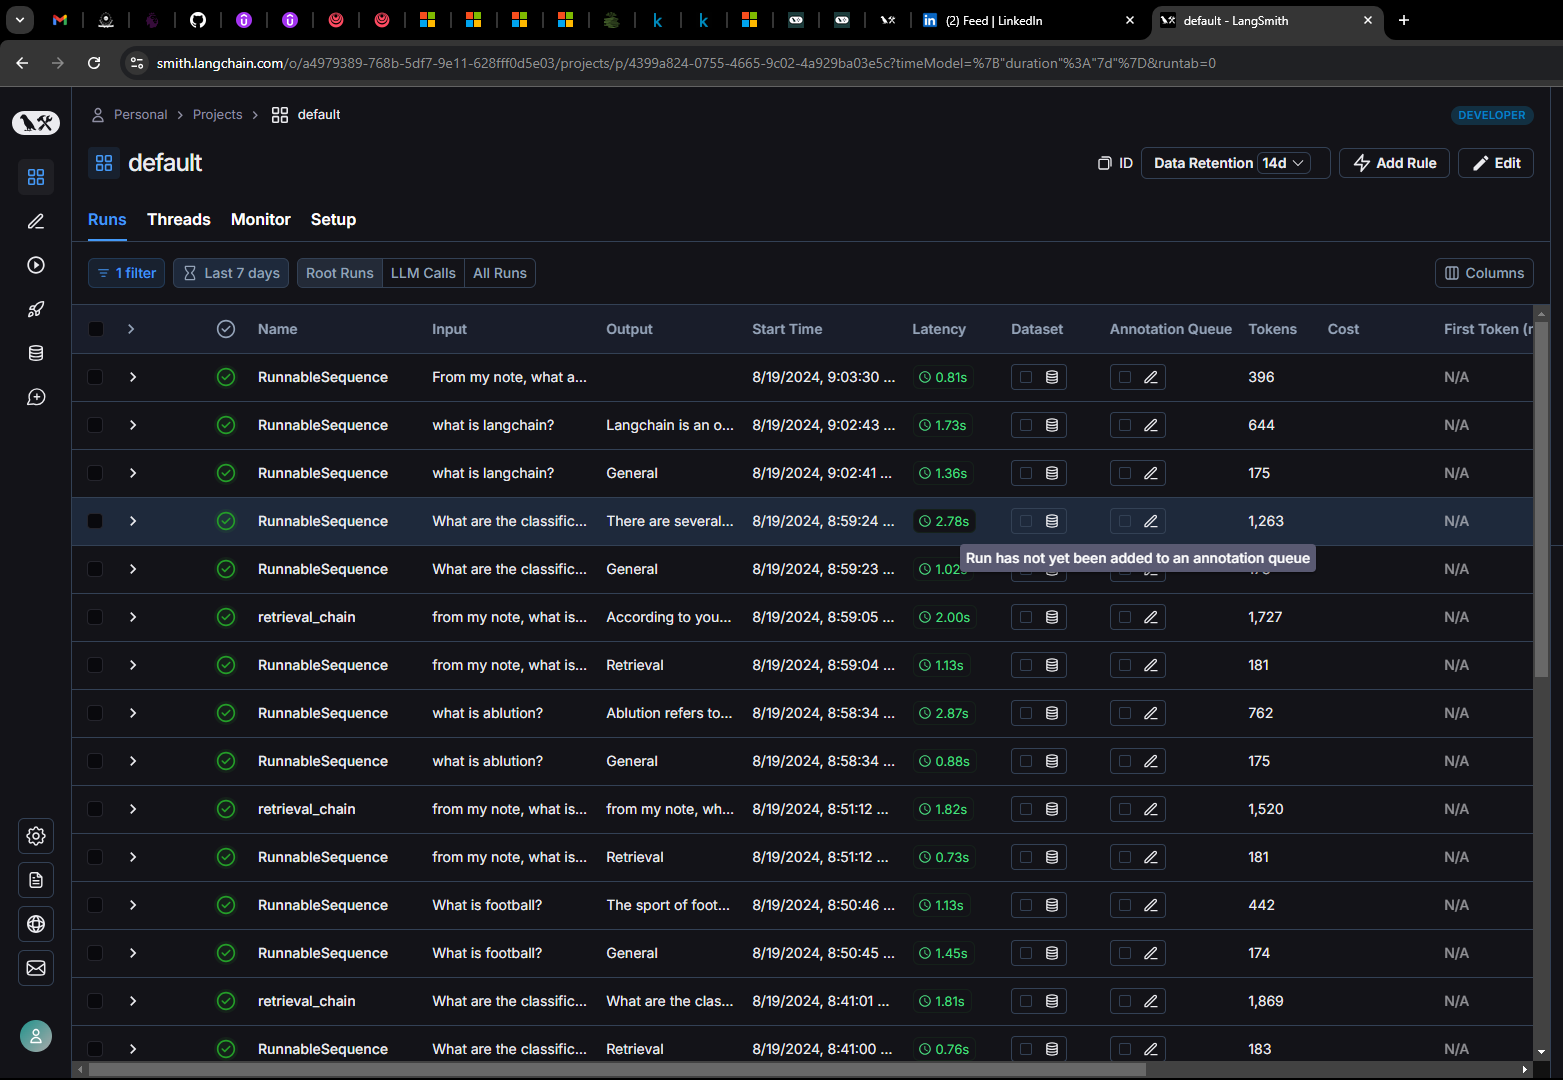 (2) Feed | LinkedIn
default - LangSmith
smith.langchain.com/o/a4979389-768b-5df7-9e11-628fff0d5e03/projects/p/4399a824-0755-4665-9c02-4a929ba03e5c?timeModel=%7B"duration"%3A"7d"%7D&runtab=0
Personal > Projects > default DEVELOPER
default ID Data Retention 14d Add Rule Edit
Runs Threads Monitor Setup
1 filter Last 7 days Root Runs LLM Calls All Runs Columns
Name Input Output Start Time Latency Dataset Annotation Queue Tokens Cost First Token (
RunnableSequence From my note, what a... 8/19/2024, 9:03:30 ... 0.81s 396 N/A
RunnableSequence what is langchain? Langchain is an o... 8/19/2024, 9:02:43 ... 1.73s 644 N/A
RunnableSequence what is langchain? General 8/19/2024, 9:02:41 ... 1.36s 175 N/A
RunnableSequence What are the classific... There are several... 8/19/2024, 8:59:24 ... 2.78s 1,263 N/A
Run has not yet been added to an annotation queue
RunnableSequence What are the classific... General 8/19/2024, 8:59:23 ... 1.02s N/A
retrieval_chain from my note, what is... According to you... 8/19/2024, 8:59:05 ... 2.00s 1,727 N/A
RunnableSequence from my note, what is... Retrieval 8/19/2024, 8:59:04 ... 1.13s 181 N/A
RunnableSequence what is ablution? Ablution refers to... 8/19/2024, 8:58:34 ... 2.87s 762 N/A
RunnableSequence what is ablution? General 8/19/2024, 8:58:34 ... 0.88s 175 N/A
retrieval_chain from my note, what is... from my note, wh... 8/19/2024, 8:51:12 ... 1.82s 1,520 N/A
RunnableSequence from my note, what is... Retrieval 8/19/2024, 8:51:12 ... 0.73s 181 N/A
RunnableSequence What is football? The sport of foot... 8/19/2024, 8:50:46 ... 1.13s 442 N/A
RunnableSequence What is football? General 8/19/2024, 8:50:45 ... 1.45s 174 N/A
retrieval_chain What are the classific... What are the clas... 8/19/2024, 8:41:01 ... 1.81s 1,869 N/A
RunnableSequence What are the classific... Retrieval 8/19/2024, 8:41:00 ... 0.76s 183 N/A